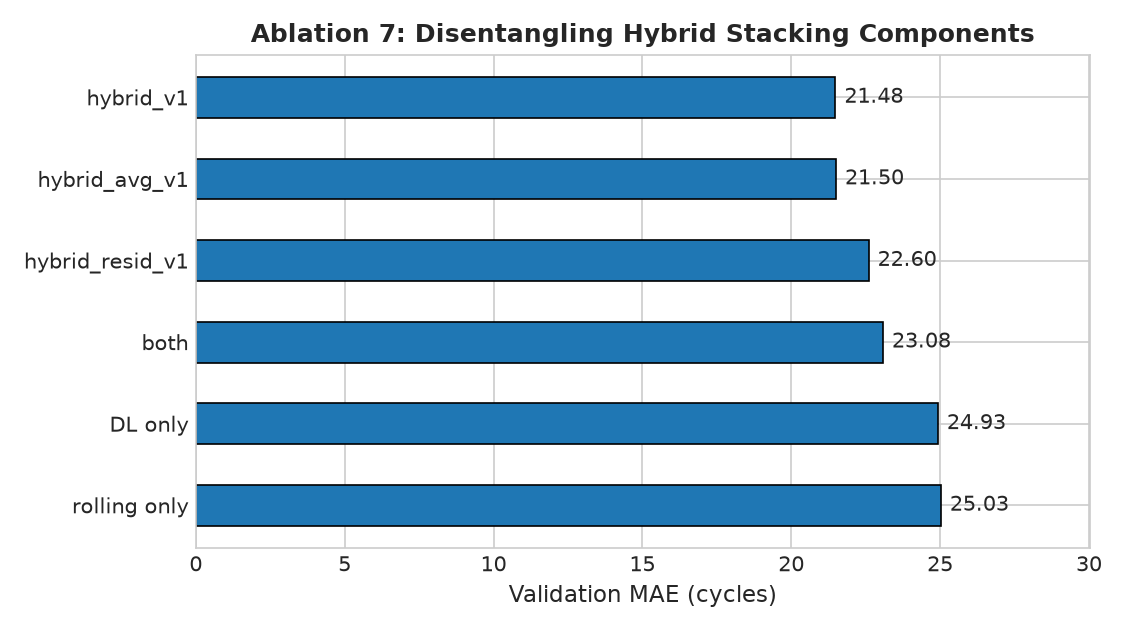 Ablation 7: Disentangling Hybrid Stacking Components
hybrid_v1 21.48
hybrid_avg_v1 21.50
hybrid_resid_v1 22.60
both 23.08
DL only 24.93
rolling only 25.03
0 5 10 15 20 25 30
Validation MAE (cycles)